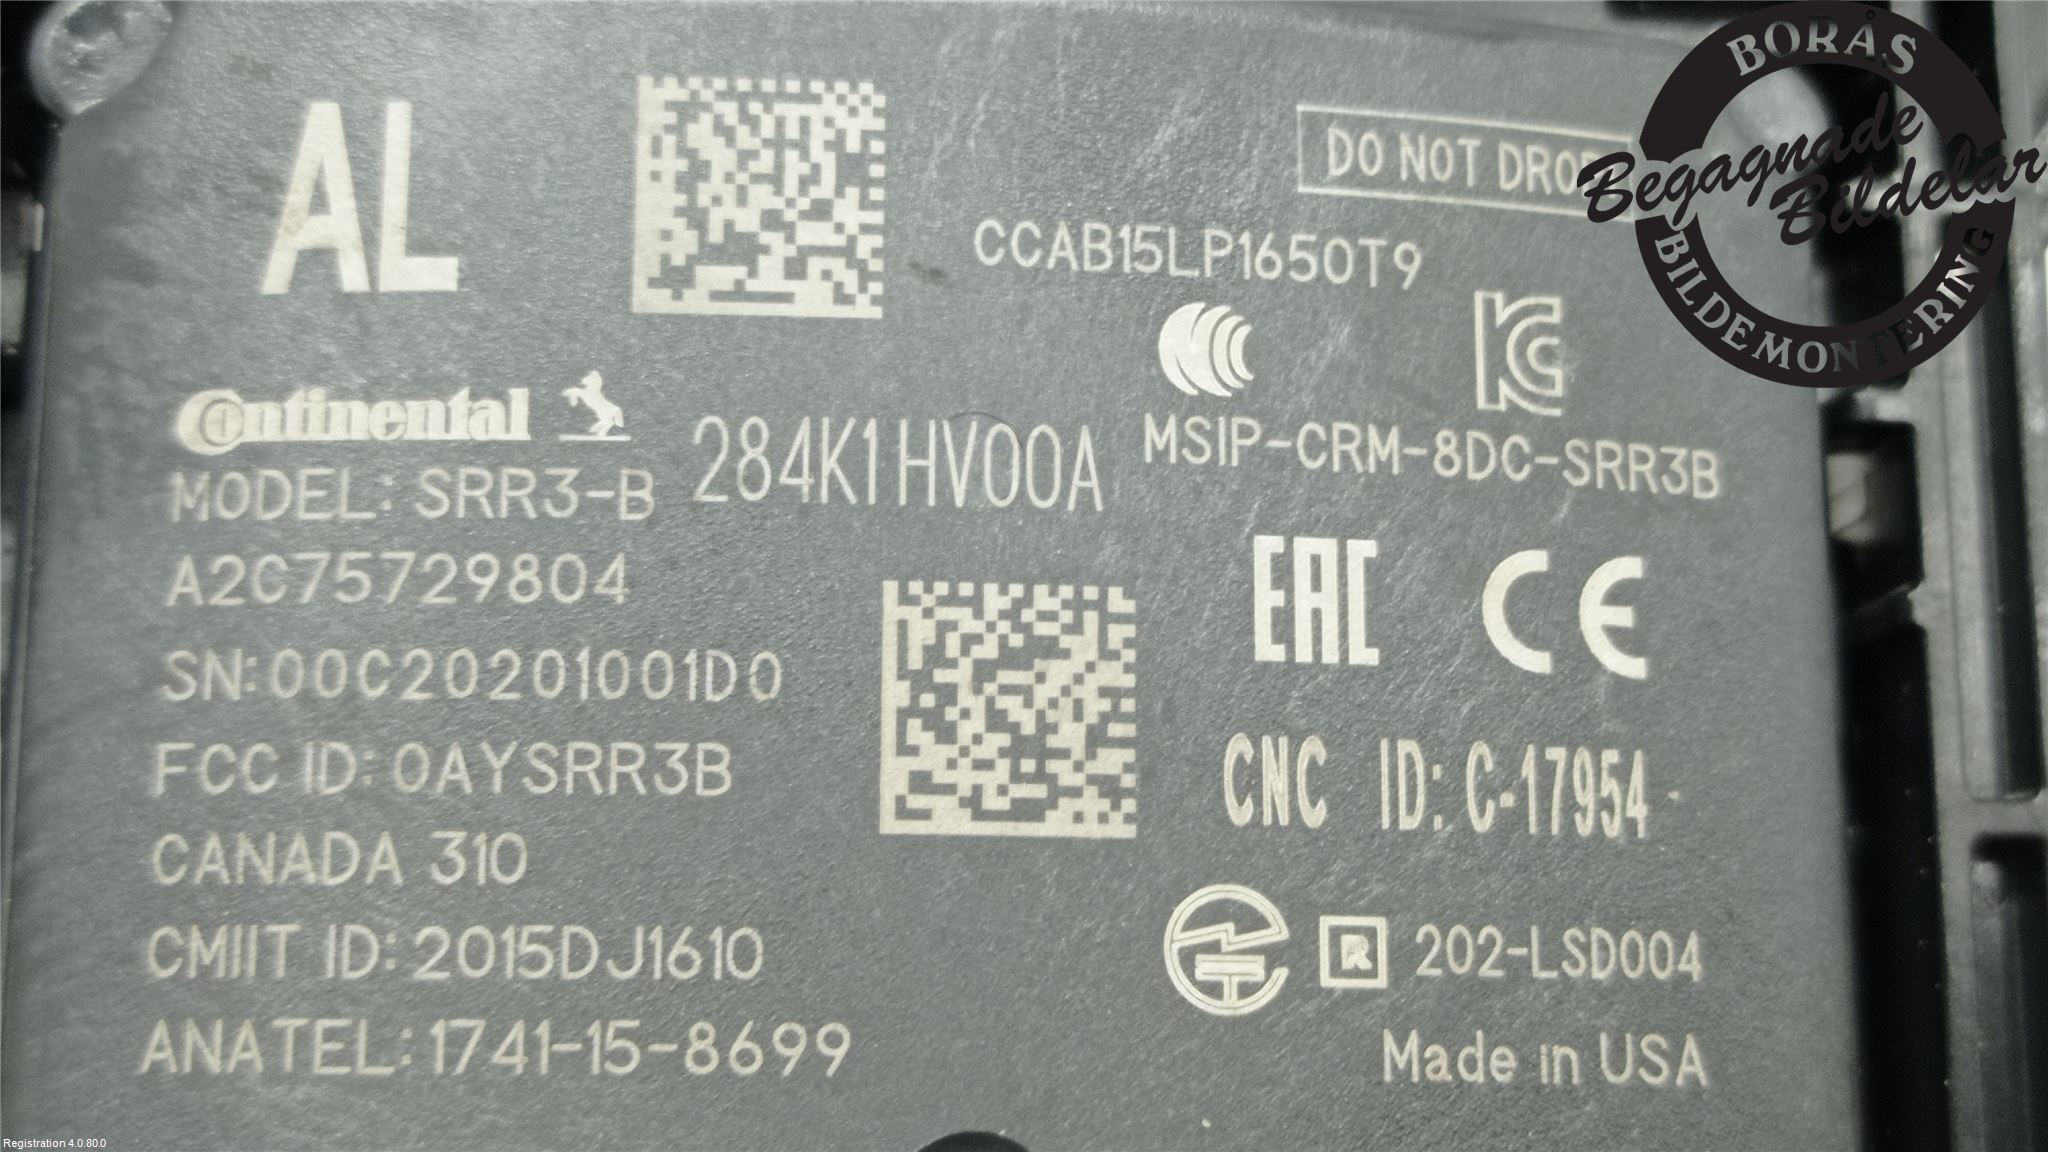 AL
DO NOT DROP
CCAB15LP1650T9
Continental
284K1HV00A
MSIP-CRM-8DC-SRR3B
MODEL: SRR3-B
A2C75729804
EAC CE
SN:00C20201001D0
FCC ID: 0AYSRR3B
CNC ID: C-17954
CANADA 310
CMIIT ID: 2015DJ1610
R 202-LSD004
ANATEL: 1741-15-8699
Made in USA
BORÅS
Begagnade
Bildelar
BILDEMONTERING
Registration 4.0.80.0